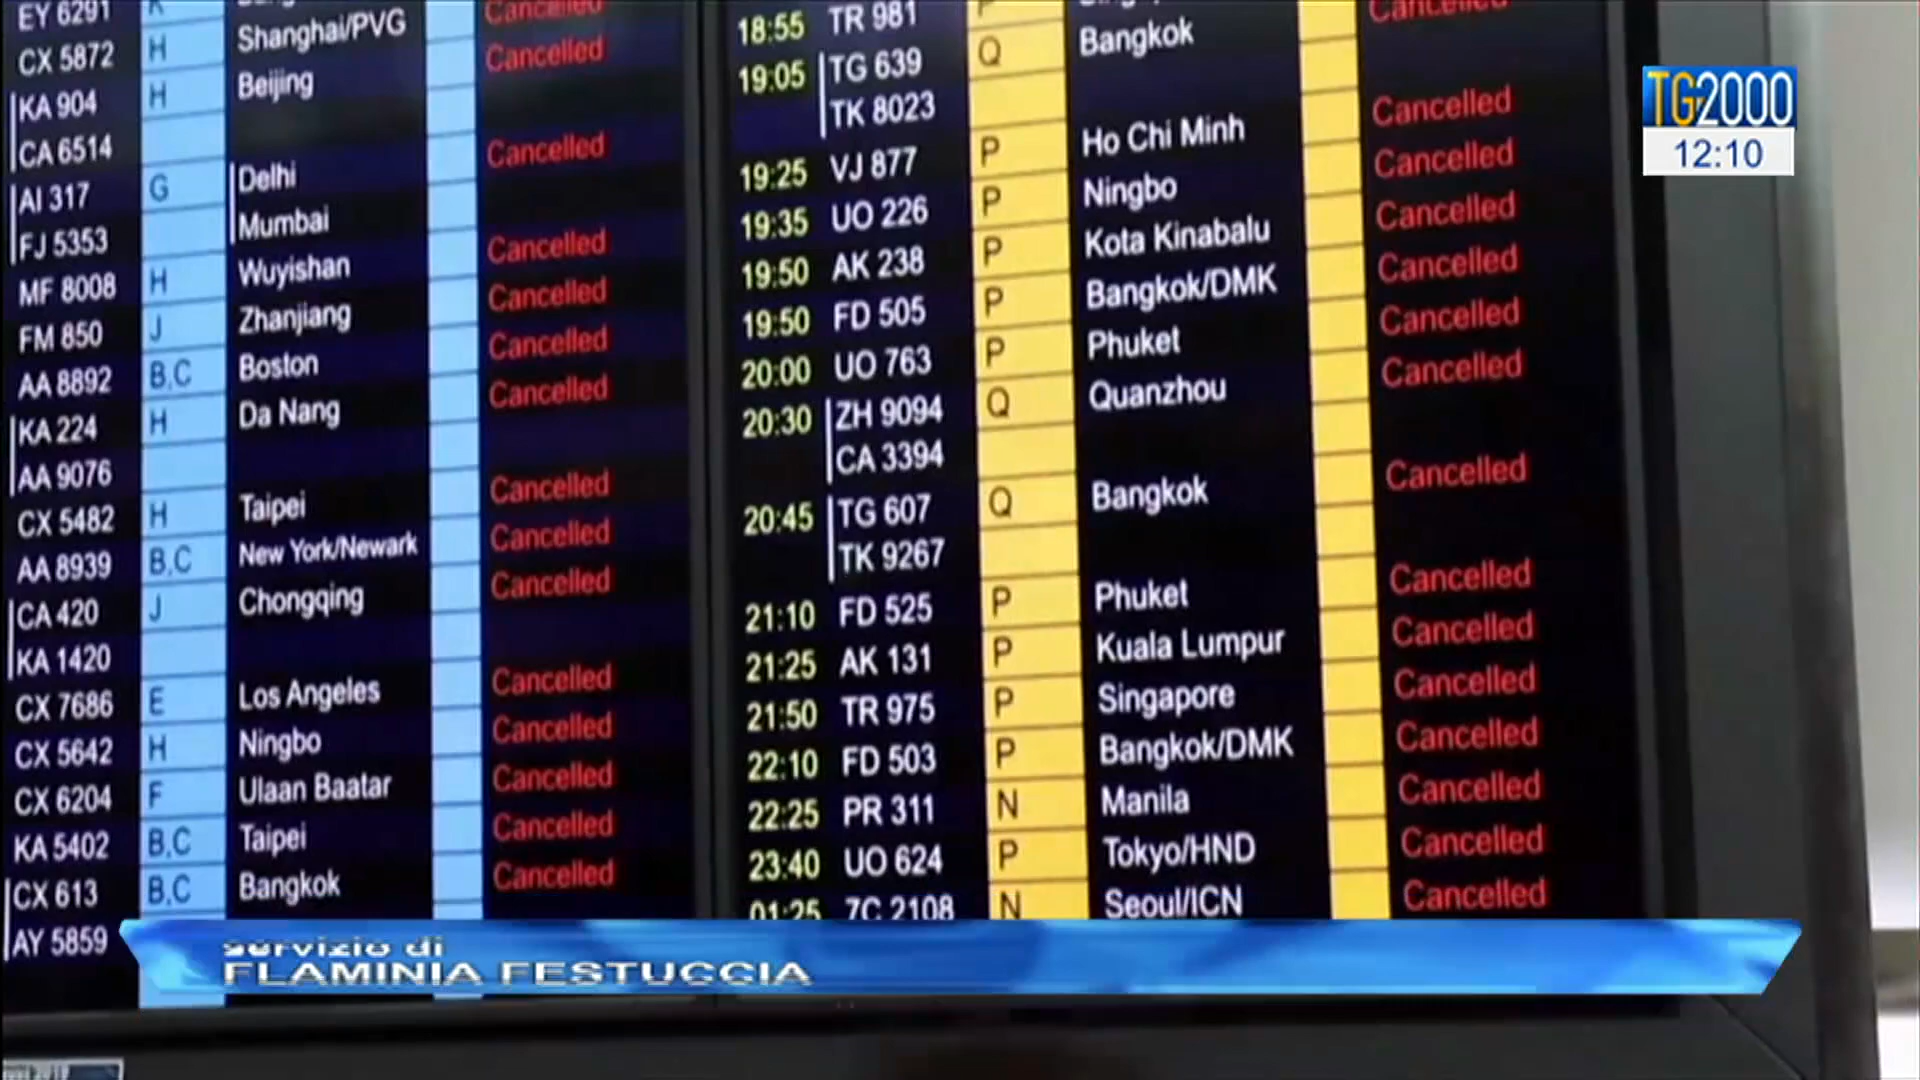 EY 6291 K Cancelled
CX 5872 H Shanghai/PVG Cancelled
KA 904 H Beijing
CA 6514 Cancelled
AI 317 G Delhi
FJ 5353 Mumbai Cancelled
MF 8008 H Wuyishan Cancelled
FM 850 J Zhanjiang Cancelled
AA 8892 B,C Boston Cancelled
KA 224 H Da Nang
AA 9076 Cancelled
CX 5482 H Taipei Cancelled
AA 8939 B,C New York/Newark Cancelled
CA 420 J Chongqing
KA 1420 Cancelled
CX 7686 E Los Angeles Cancelled
CX 5642 H Ningbo Cancelled
CX 6204 F Ulaan Baatar Cancelled
KA 5402 B,C Taipei Cancelled
CX 613 B,C Bangkok
AY 5859
18:55 TR 981 P Cancelled
19:05 TG 639 Q Bangkok Cancelled
TK 8023
19:25 VJ 877 P Ho Chi Minh Cancelled
19:35 UO 226 P Ningbo Cancelled
19:50 AK 238 P Kota Kinabalu Cancelled
19:50 FD 505 P Bangkok/DMK Cancelled
20:00 UO 763 P Phuket Cancelled
20:30 ZH 9094 Q Quanzhou
CA 3394 Cancelled
20:45 TG 607 Q Bangkok
TK 9267
21:10 FD 525 P Phuket Cancelled
21:25 AK 131 P Kuala Lumpur Cancelled
21:50 TR 975 P Singapore Cancelled
22:10 FD 503 P Bangkok/DMK Cancelled
22:25 PR 311 N Manila Cancelled
23:40 UO 624 P Tokyo/HND Cancelled
01:25 7C 2108 N Seoul/ICN Cancelled
TG2000
12:10
servizio di
FLAMINIA FESTUCCIA